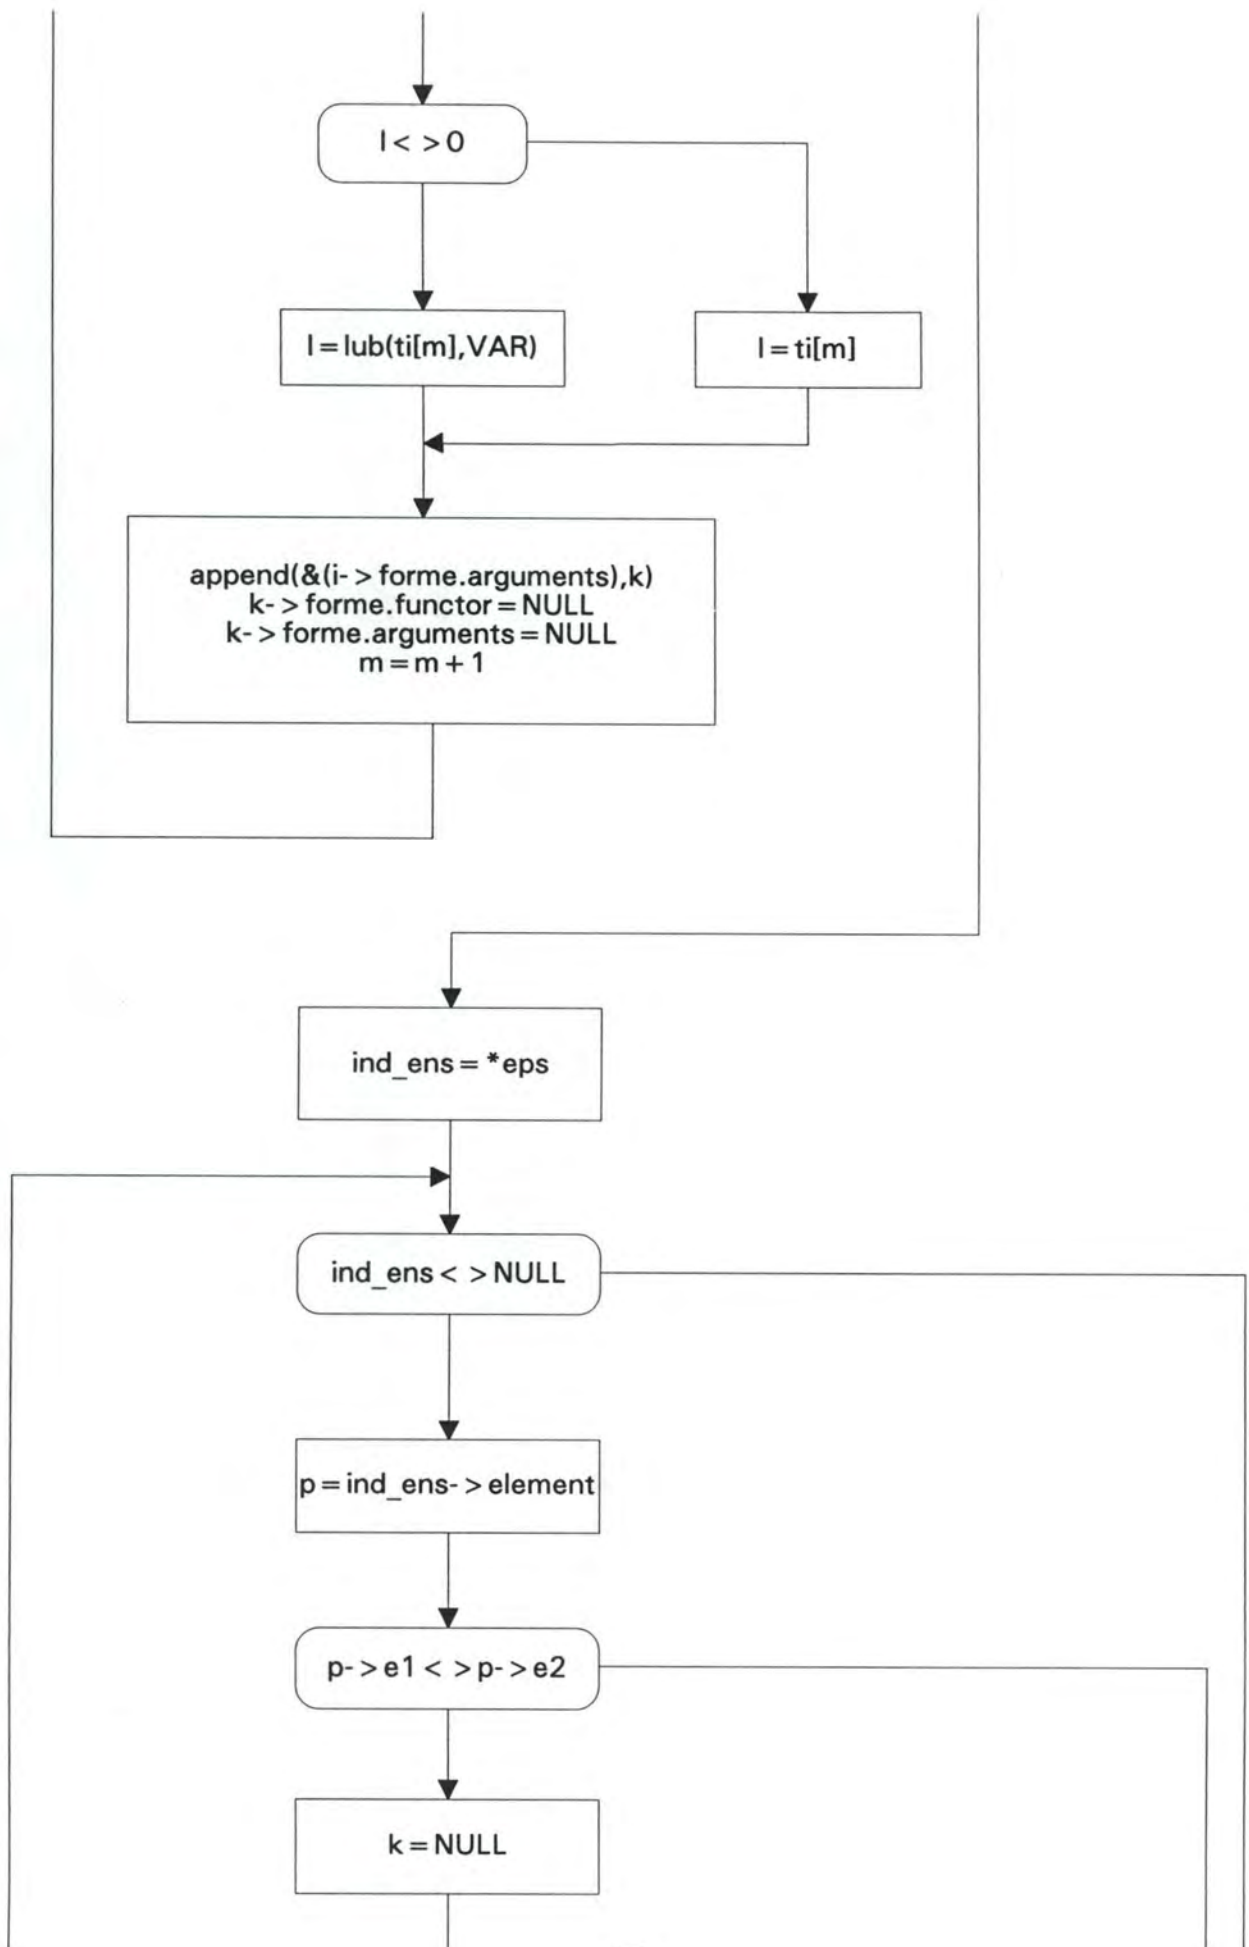 l < > 0
l = lub(ti[m],VAR)
l = ti[m]
append(&(i- > forme.arguments),k)
k- > forme.functor = NULL
k- > forme.arguments = NULL
m = m + 1
ind_ens = *eps
ind_ens < > NULL
p = ind_ens- > element
p- > e1 < > p- > e2
k = NULL